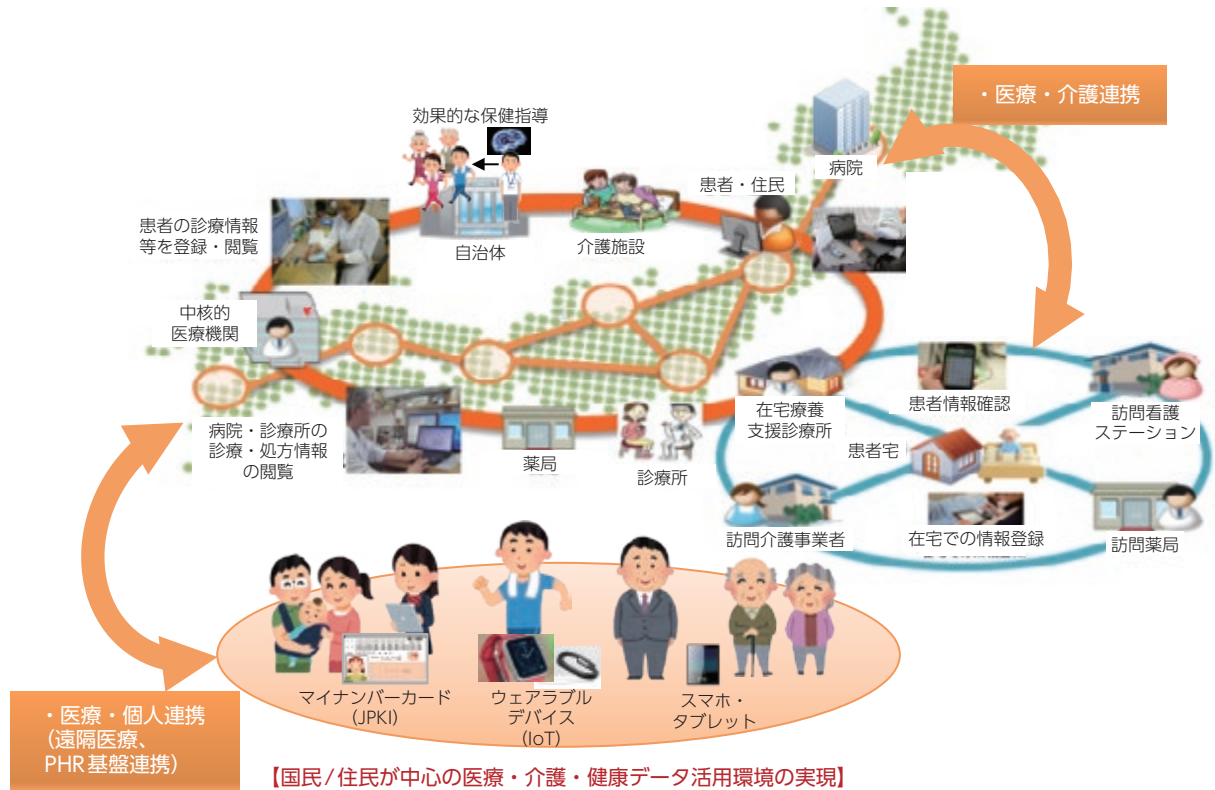 ・医療・介護連携
効果的な保健指導
病院
患者・住民
患者の診療情報
等を登録・閲覧
自治体
介護施設
中核的
医療機関
在宅療養
支援診療所
患者情報確認
訪問看護
ステーション
病院・診療所の
診療・処方情報
の閲覧
薬局
診療所
患者宅
訪問介護事業者
在宅での情報登録
訪問薬局
マイナンバーカード
(JPKI)
ウェアラブル
デバイス
(IoT)
スマホ・
タブレット
・医療・個人連携
(遠隔医療、
PHR基盤連携)
【国民/住民が中心の医療・介護・健康データ活用環境の実現】